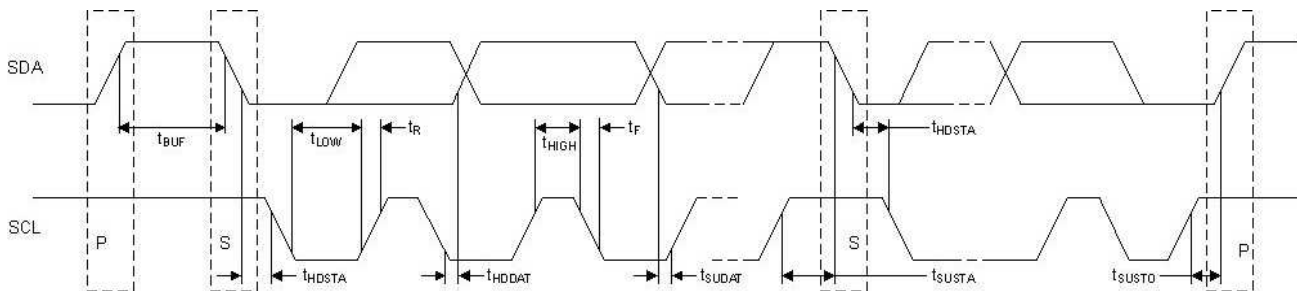 SDA
tBUF
tLOW
tR
tHIGH
tF
tHDSTA
SCL
P
S
S
P
tHDSTA
tHDDAT
tSUDAT
tSUSTA
tSUSTO